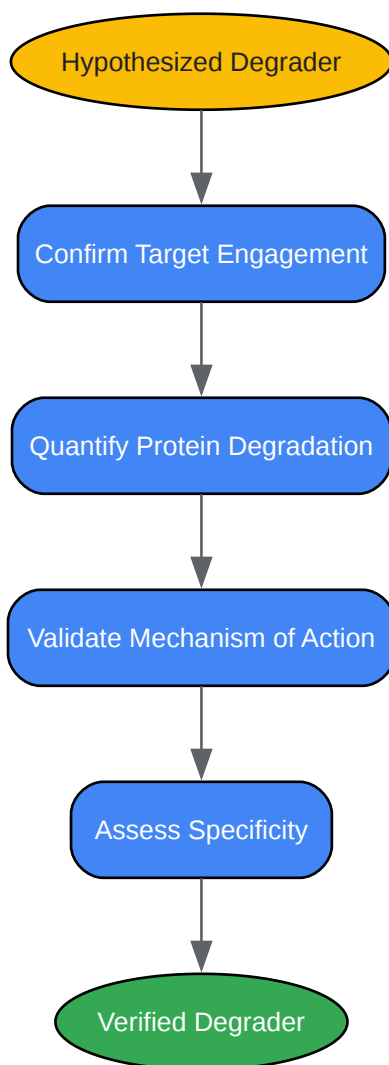 Hypothesized Degrader
Confirm Target Engagement
Quantify Protein Degradation
Validate Mechanism of Action
Assess Specificity
Verified Degrader